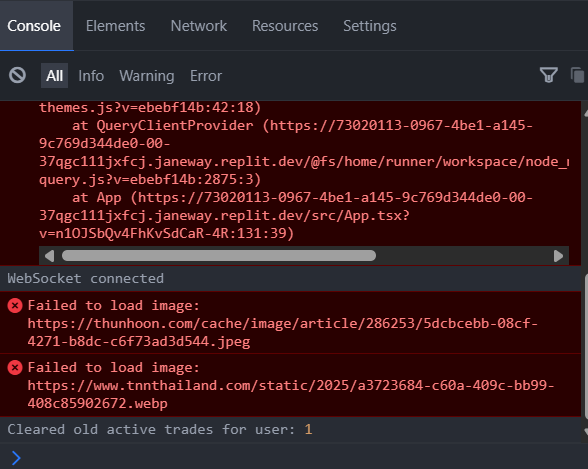 Console Elements Network Resources Settings
All Info Warning Error
themes.js?v=ebebf14b:42:18)
at QueryClientProvider (https://73020113-0967-4be1-a145-
9c769d344de0-00-
37qgc111jxfcj.janeway.replit.dev/@fs/home/runner/workspace/node_
query.js?v=ebebf14b:2875:3)
at App (https://73020113-0967-4be1-a145-9c769d344de0-00-
37qgc111jxfcj.janeway.replit.dev/src/App.tsx?
v=n1OJSbQv4FhKvSdCaR-4R:131:39)
WebSocket connected
Failed to load image:
https://thunhoon.com/cache/image/article/286253/5dcbcebb-08cf-
4271-b8dc-c6f73ad3d544.jpeg
Failed to load image:
https://www.tnnthailand.com/static/2025/a3723684-c60a-409c-bb99-
408c85902672.webp
Cleared old active trades for user: 1